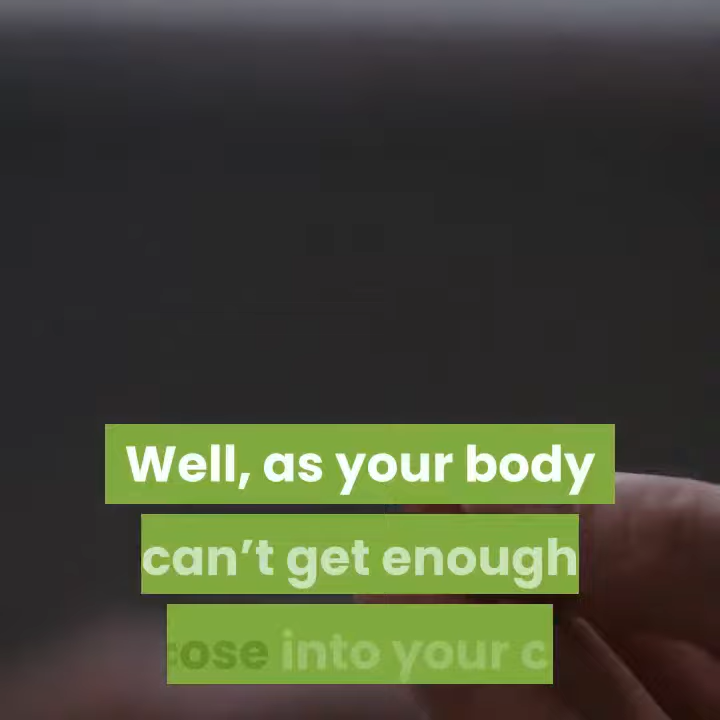 Well, as your body
can’t get enough
into your